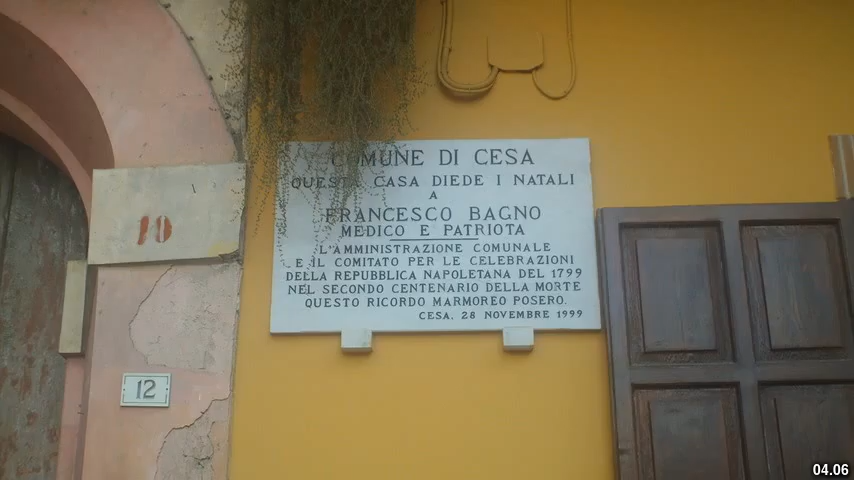 COMUNE DI CESA
QUESTA CASA DIEDE I NATALI
A
FRANCESCO BAGNO
MEDICO E PATRIOTA
L'AMMINISTRAZIONE COMUNALE
E IL COMITATO PER LE CELEBRAZIONI
DELLA REPUBBLICA NAPOLETANA DEL 1799
NEL SECONDO CENTENARIO DELLA MORTE
QUESTO RICORDO MARMOREO POSERO.
CESA, 28 NOVEMBRE 1999
10
12
04.06